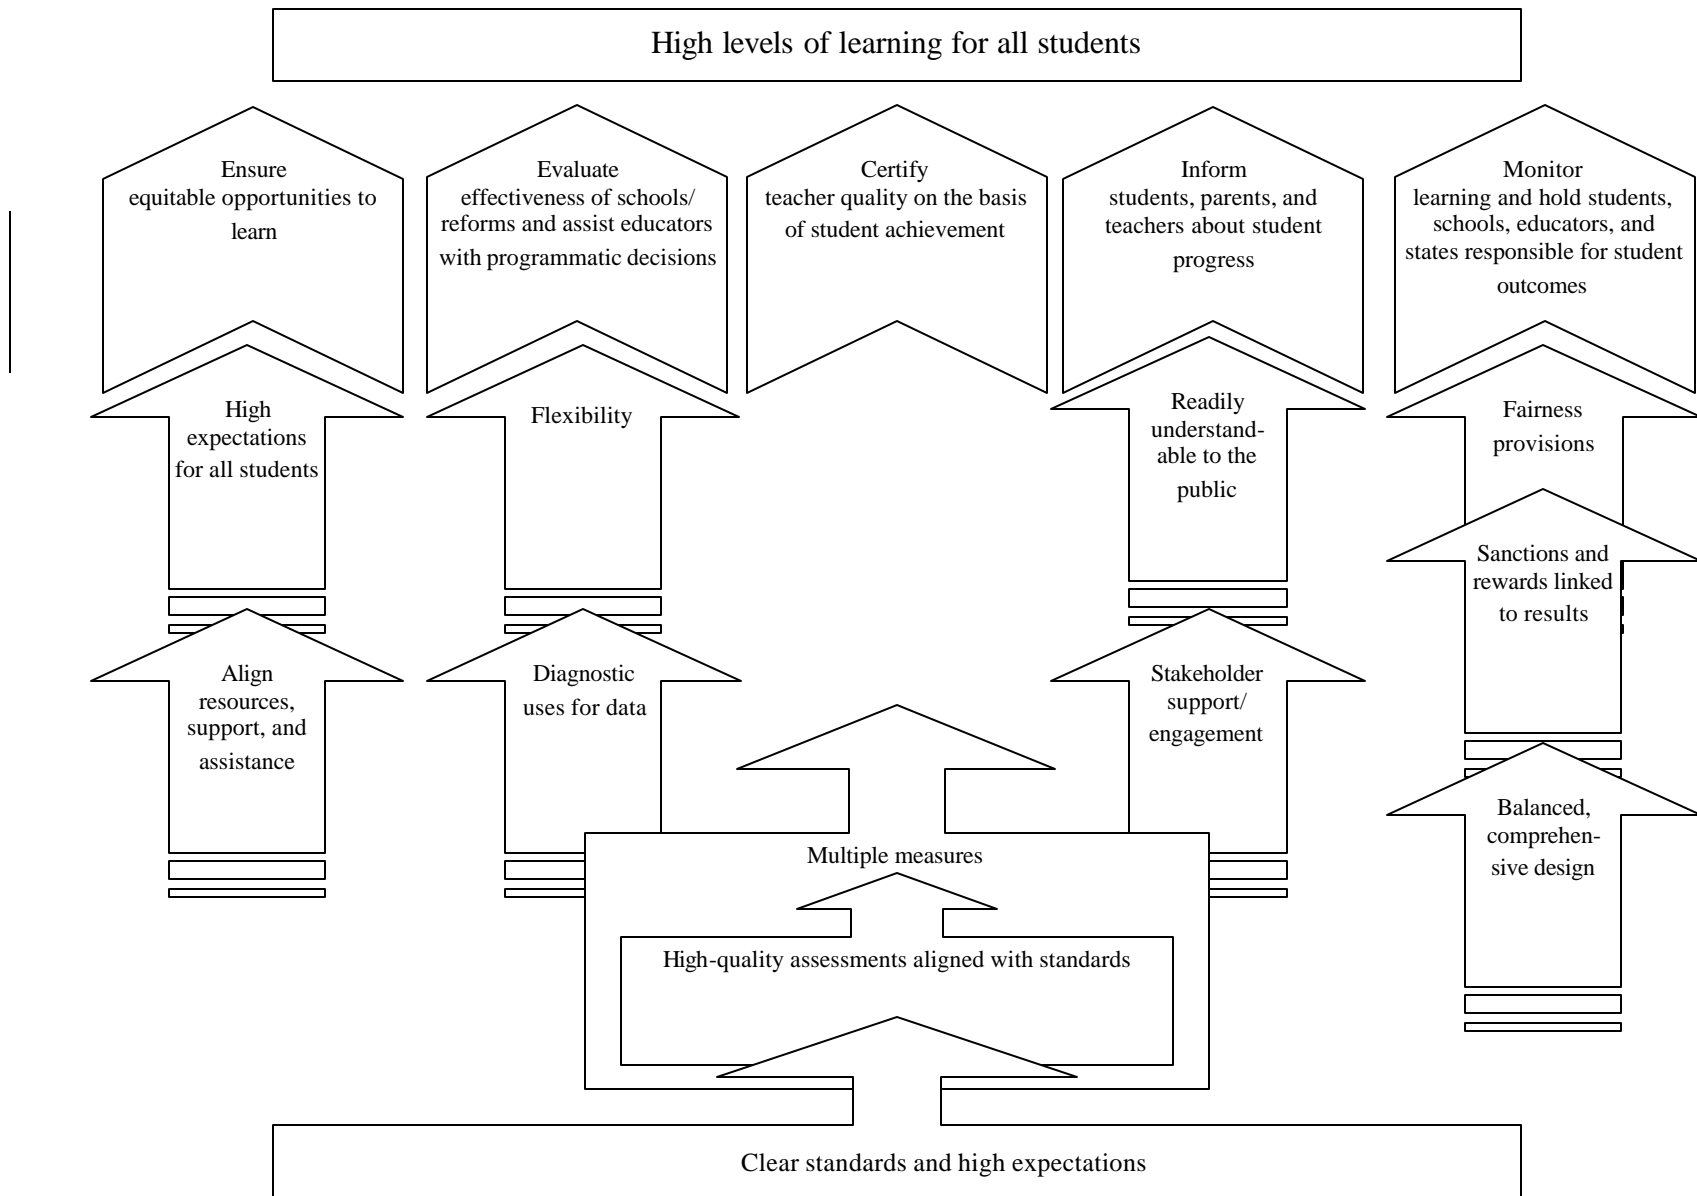 High levels of learning for all students
Ensure
equitable opportunities to
learn
Evaluate
effectiveness of schools/
reforms and assist educators
with programmatic decisions
Certify
teacher quality on the basis
of student achievement
Inform
students, parents, and
teachers about student
progress
Monitor
learning and hold students,
schools, educators, and
states responsible for student
outcomes
High
expectations
for all students
Flexibility
Readily
understand-
able to the
public
Fairness
provisions
Sanctions and
rewards linked
to results
Align
resources,
support, and
assistance
Diagnostic
uses for data
Stakeholder
support/
engagement
Balanced,
comprehen-
sive design
Multiple measures
High-quality assessments aligned with standards
Clear standards and high expectations